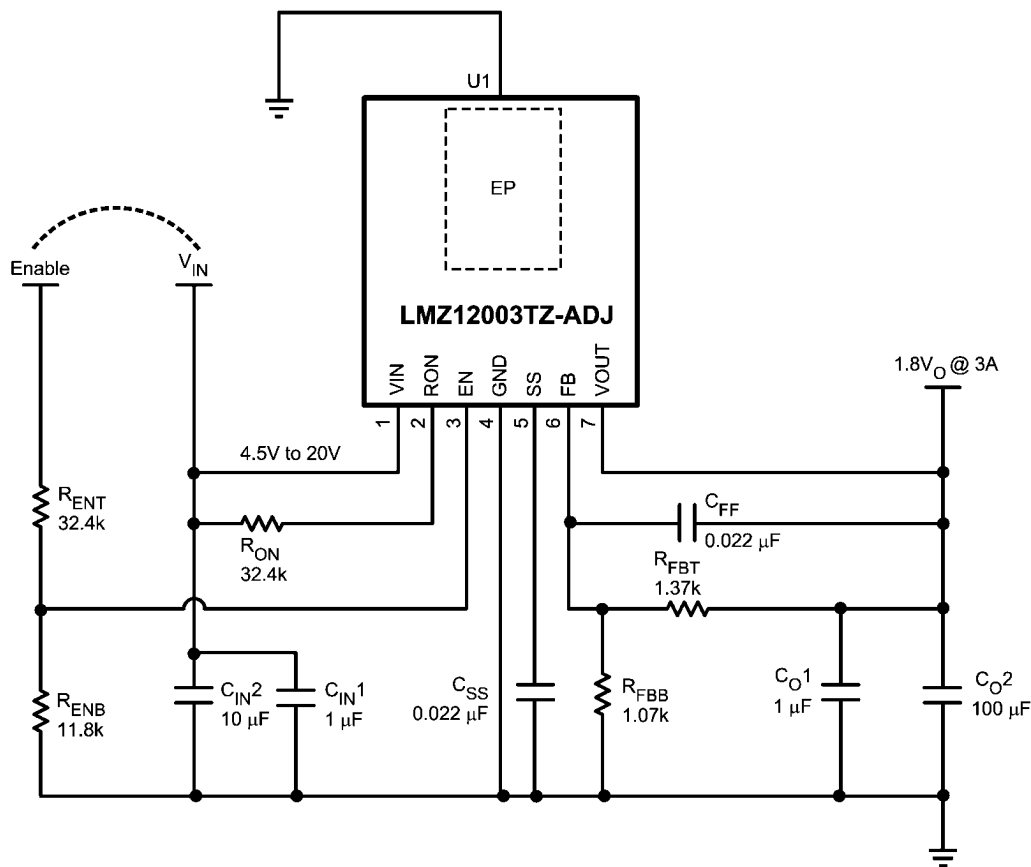 U1
EP
Enable
V_IN
LMZ12003TZ-ADJ
VIN
RON
EN
GND
SS
FB
VOUT
1
2
3
4
5
6
7
1.8V_O @ 3A
4.5V to 20V
R_ENT
32.4k
R_ON
32.4k
C_FF
0.022 μF
R_FBT
1.37k
R_ENB
11.8k
C_IN2
10 μF
C_IN1
1 μF
C_SS
0.022 μF
R_FBB
1.07k
C_O1
1 μF
C_O2
100 μF